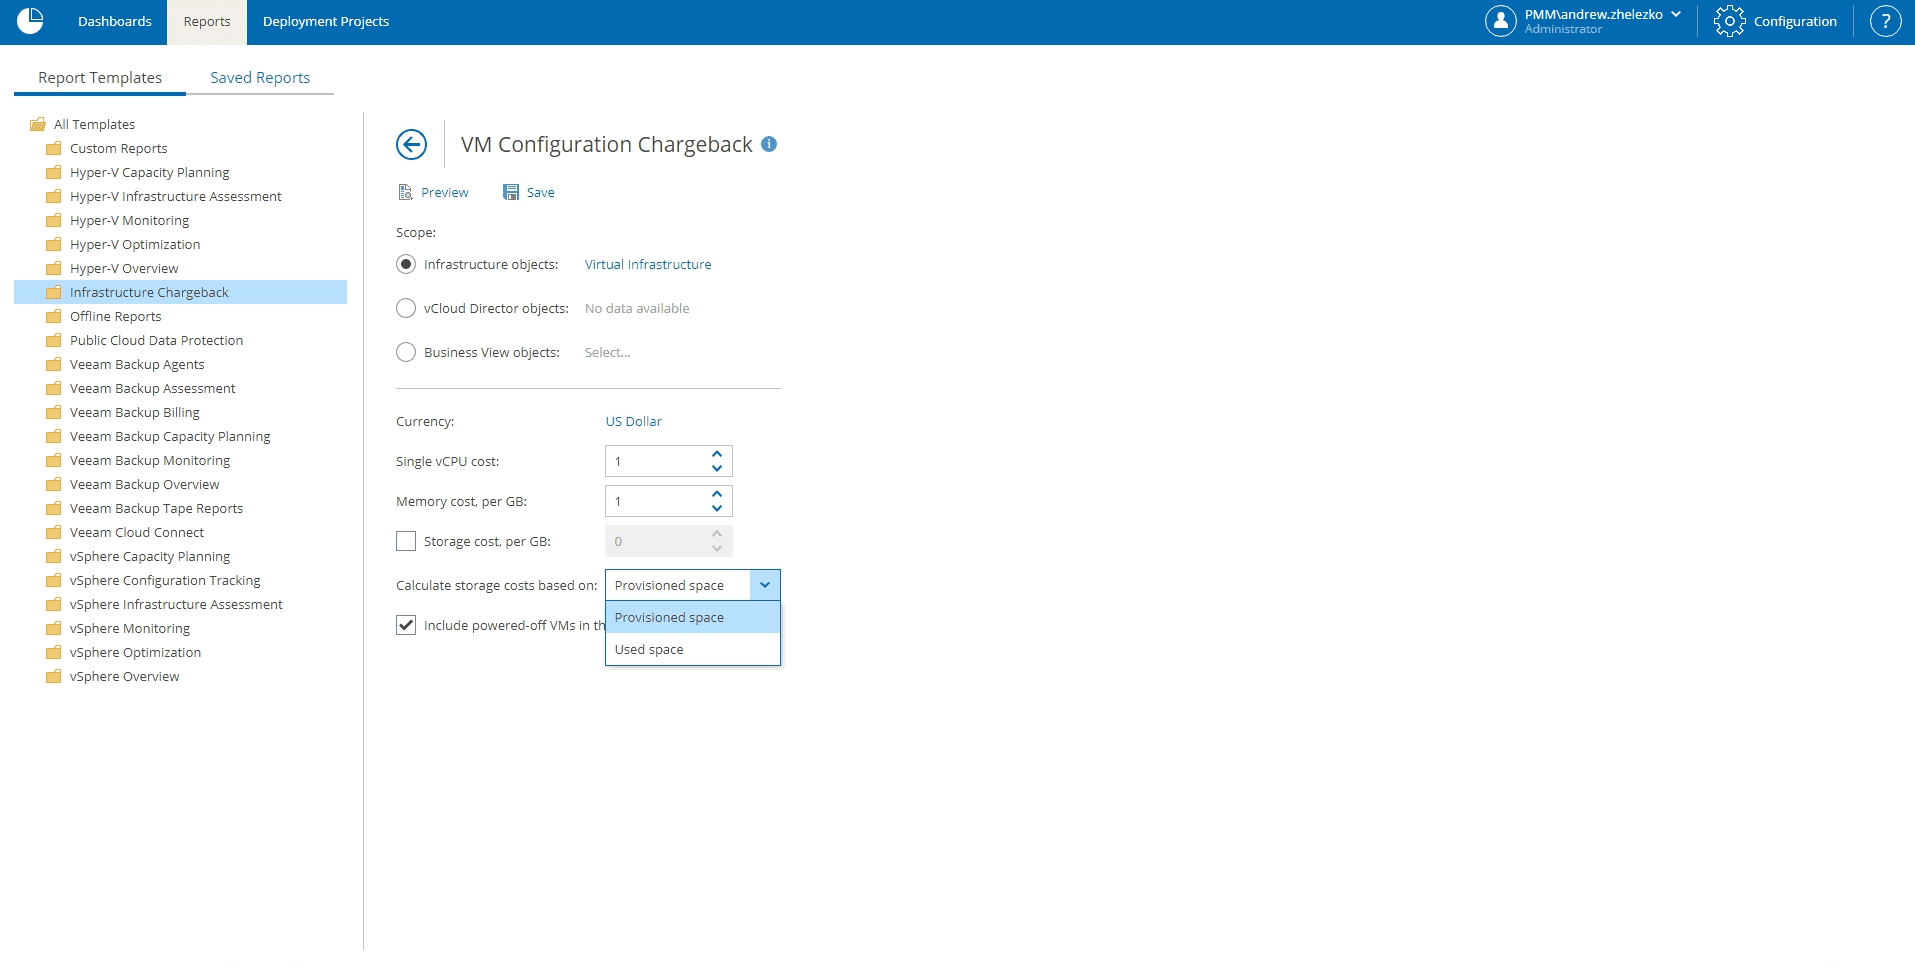 Dashboards Reports Deployment Projects PMM\andrew.zhelezko Administrator Configuration ?
Report Templates Saved Reports
All Templates
Custom Reports
Hyper-V Capacity Planning
Hyper-V Infrastructure Assessment
Hyper-V Monitoring
Hyper-V Optimization
Hyper-V Overview
Infrastructure Chargeback
Offline Reports
Public Cloud Data Protection
Veeam Backup Agents
Veeam Backup Assessment
Veeam Backup Billing
Veeam Backup Capacity Planning
Veeam Backup Monitoring
Veeam Backup Overview
Veeam Backup Tape Reports
Veeam Cloud Connect
vSphere Capacity Planning
vSphere Configuration Tracking
vSphere Infrastructure Assessment
vSphere Monitoring
vSphere Optimization
vSphere Overview
VM Configuration Chargeback i
Preview Save
Scope:
Infrastructure objects: Virtual Infrastructure
vCloud Director objects: No data available
Business View objects: Select...
Currency: US Dollar
Single vCPU cost: 1
Memory cost, per GB: 1
Storage cost, per GB: 0
Calculate storage costs based on: Provisioned space
Provisioned space
Include powered-off VMs in th
Used space